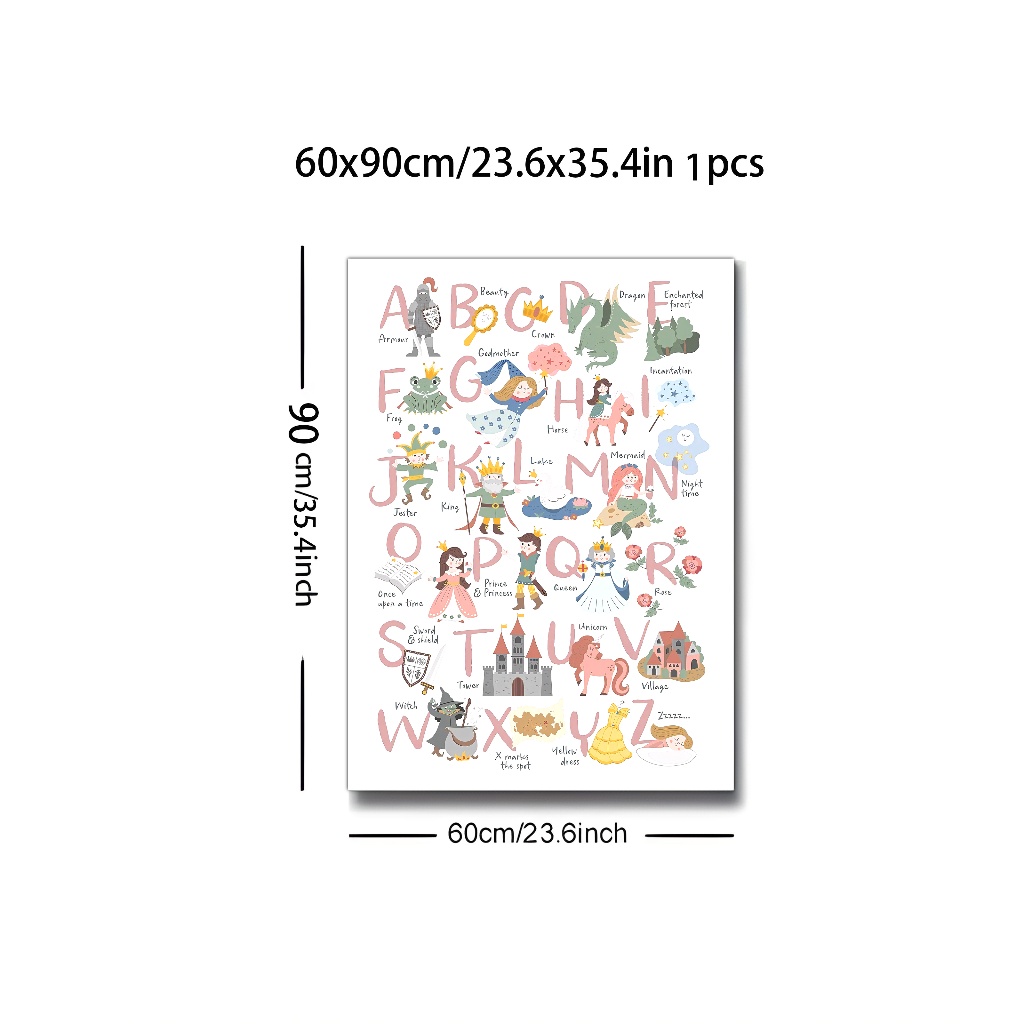 60x90cm/23.6x35.4in 1pcs
90 cm/35.4inch
A B C D E
Armour
Beauty
Crown
Dragon
Enchanted
forest
F G H I
Frog
Godmother
Horse
Incantation
J K L M N
Jester
King
Lake
Mermaid
Night
time
O P Q R
Once
upon a time
Prince
& Princess
Queen
Rose
S T U V
Sword
& shield
Tower
Unicorn
Village
W X Y Z
Witch
X marks
the spot
Yellow
dress
Zzzzz...
60cm/23.6inch